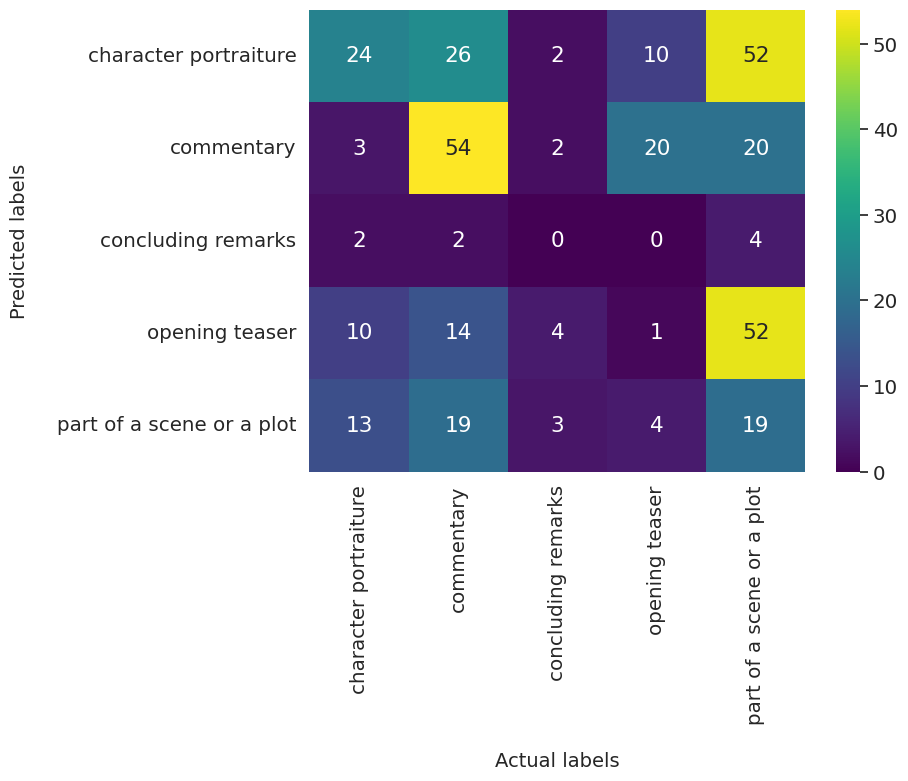 character portraiture 24 26 2 10 52
commentary 3 54 2 20 20
concluding remarks 2 2 0 0 4
opening teaser 10 14 4 1 52
part of a scene or a plot 13 19 3 4 19
Predicted labels
character portraiture
commentary
concluding remarks
opening teaser
part of a scene or a plot
Actual labels
50
40
30
20
10
0